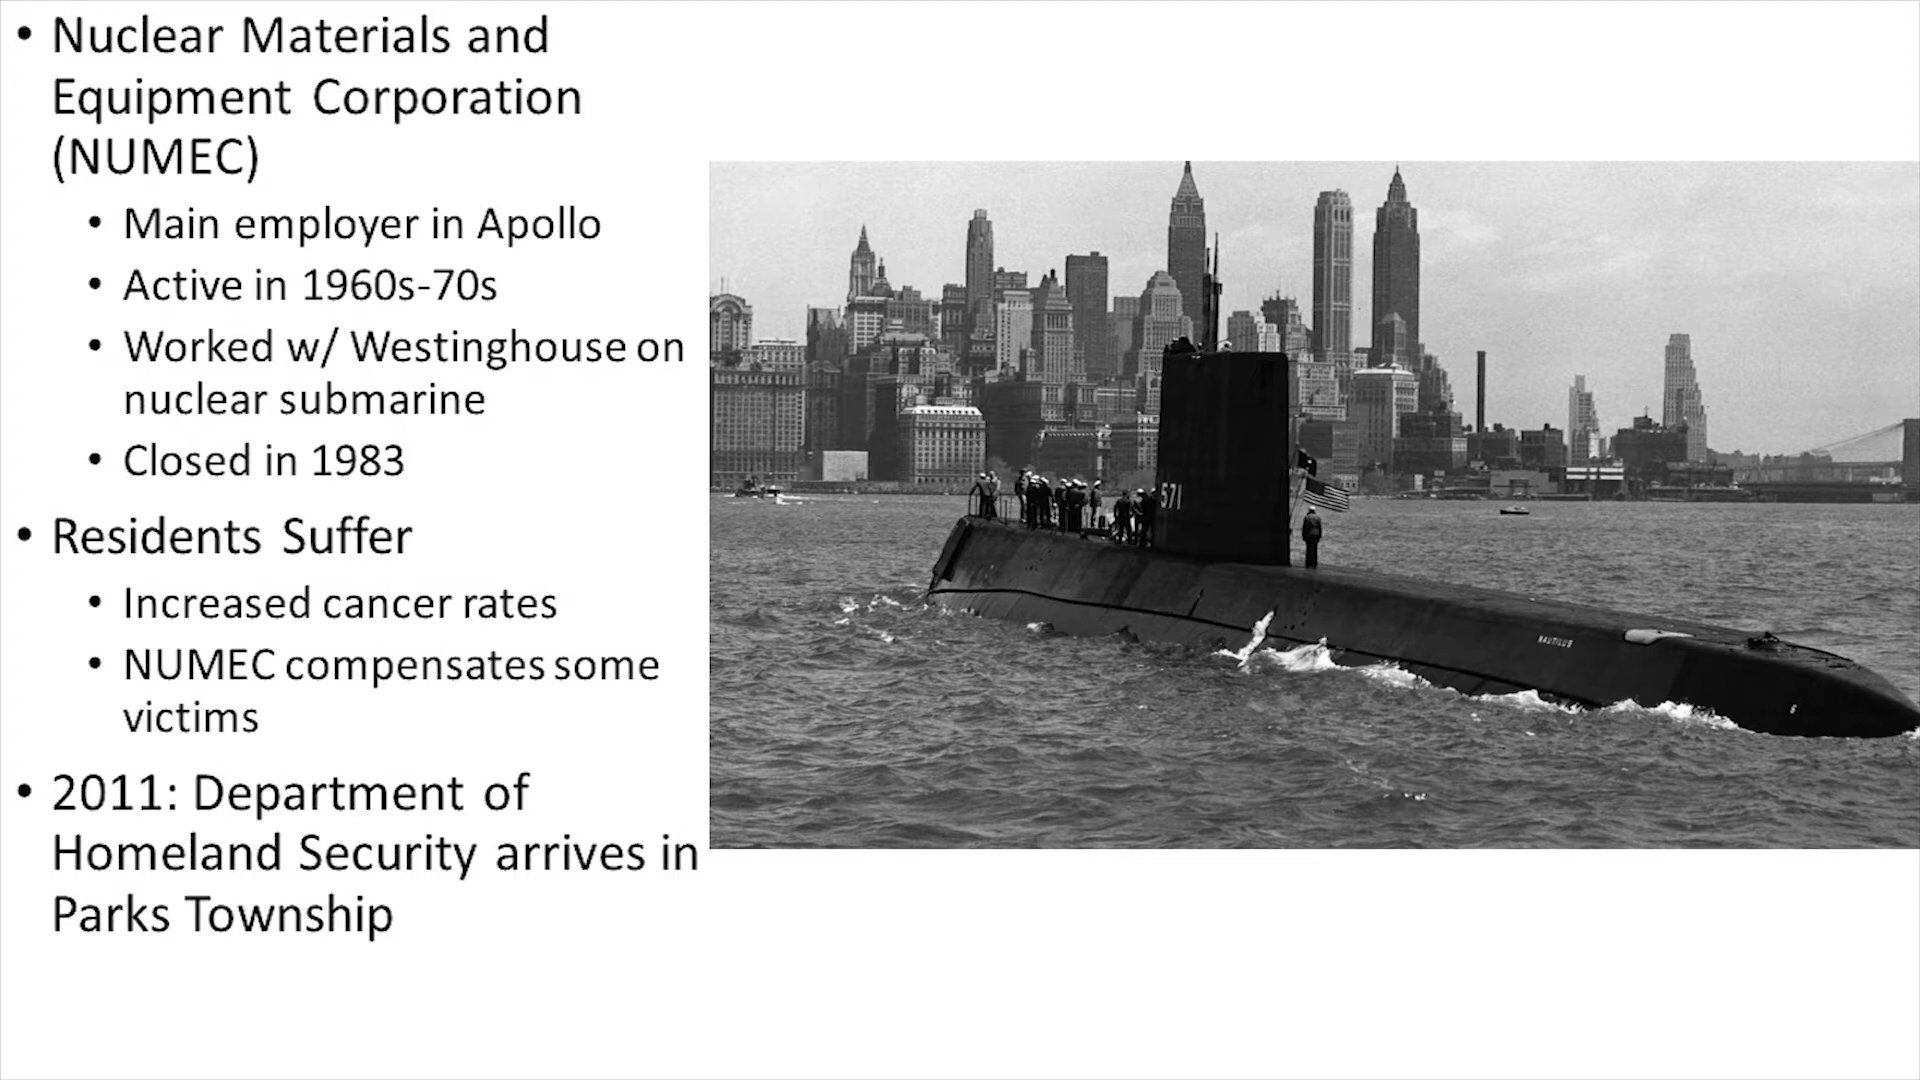 • Nuclear Materials and
Equipment Corporation
(NUMEC)
• Main employer in Apollo
• Active in 1960s-70s
• Worked w/ Westinghouse on
nuclear submarine
• Closed in 1983
• Residents Suffer
• Increased cancer rates
• NUMEC compensates some
victims
• 2011: Department of
Homeland Security arrives in
Parks Township
571
NAUTILUS
6